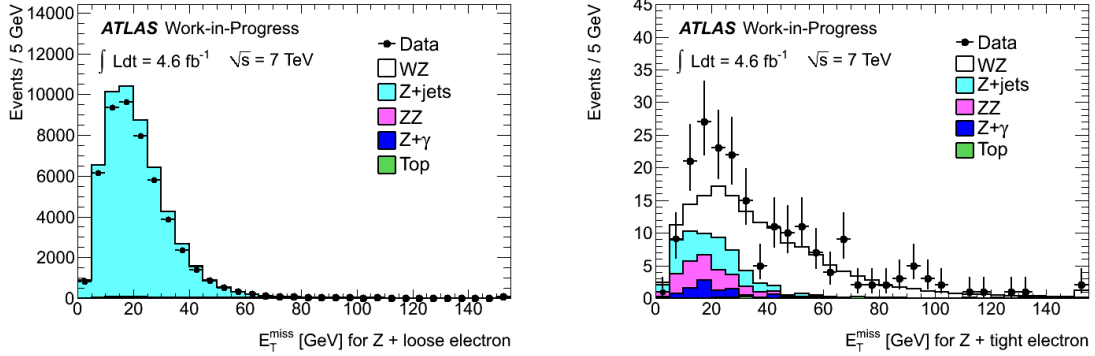 ATLAS Work-in-Progress
∫ Ldt = 4.6 fb⁻¹ √s = 7 TeV
Data
WZ
Z+jets
ZZ
Z+γ
Top
Events / 5 GeV
14000
12000
10000
8000
6000
4000
2000
0
0 20 40 60 80 100 120 140
E_T^miss [GeV] for Z + loose electron
ATLAS Work-in-Progress
∫ Ldt = 4.6 fb⁻¹ √s = 7 TeV
Data
WZ
Z+jets
ZZ
Z+γ
Top
Events / 5 GeV
45
40
35
30
25
20
15
10
5
0
0 20 40 60 80 100 120 140
E_T^miss [GeV] for Z + tight electron